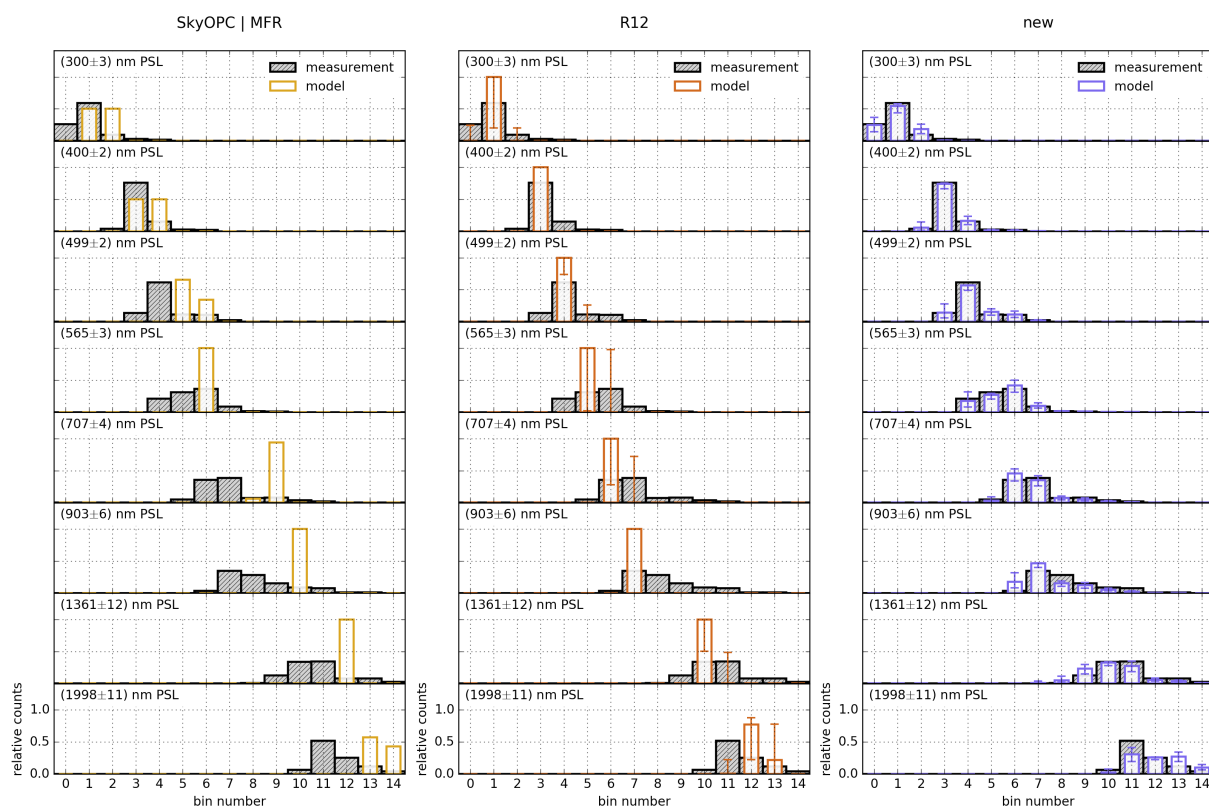 SkyOPC | MFR
R12
new
(300±3) nm PSL
measurement
model
(300±3) nm PSL
measurement
model
(300±3) nm PSL
measurement
model
(400±2) nm PSL
(400±2) nm PSL
(400±2) nm PSL
(499±2) nm PSL
(499±2) nm PSL
(499±2) nm PSL
(565±3) nm PSL
(565±3) nm PSL
(565±3) nm PSL
(707±4) nm PSL
(707±4) nm PSL
(707±4) nm PSL
(903±6) nm PSL
(903±6) nm PSL
(903±6) nm PSL
(1361±12) nm PSL
(1361±12) nm PSL
(1361±12) nm PSL
(1998±11) nm PSL
(1998±11) nm PSL
(1998±11) nm PSL
relative counts
1.0
0.5
0.0
relative counts
1.0
0.5
0.0
relative counts
1.0
0.5
0.0
0 1 2 3 4 5 6 7 8 9 10 11 12 13 14
0 1 2 3 4 5 6 7 8 9 10 11 12 13 14
0 1 2 3 4 5 6 7 8 9 10 11 12 13 14
bin number
bin number
bin number